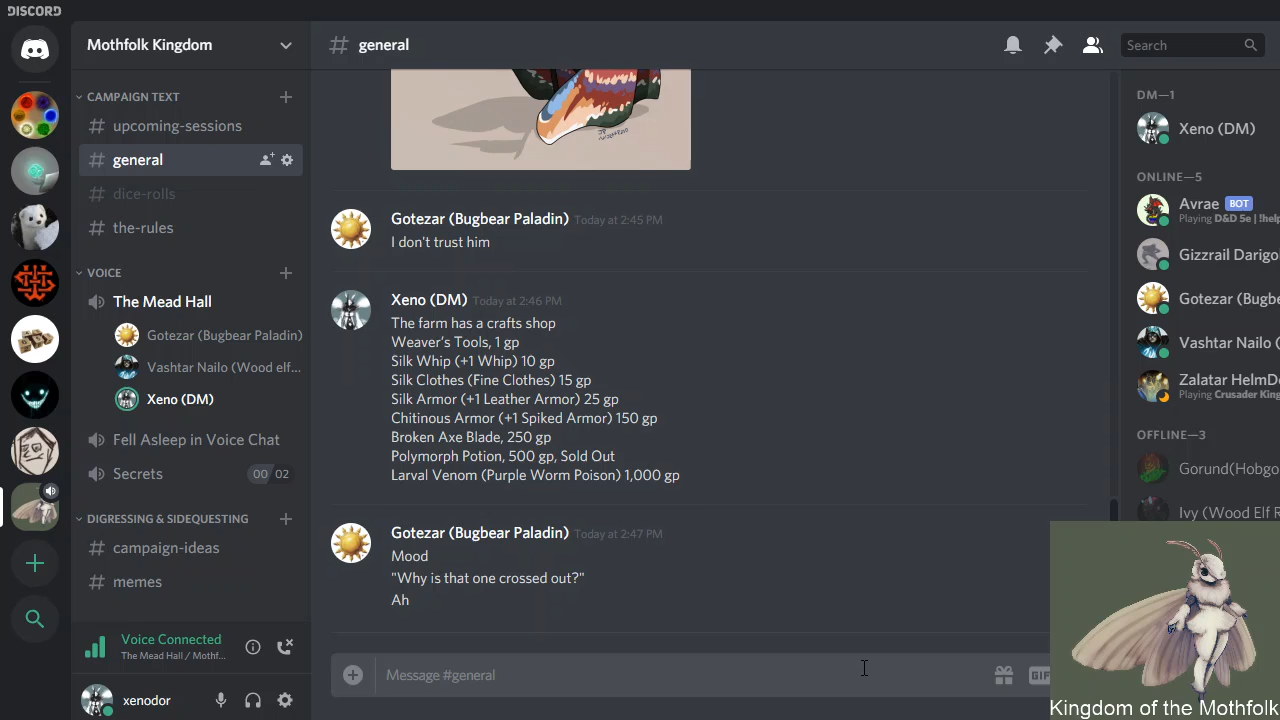 DISCORD
Mothfolk Kingdom
CAMPAIGN TEXT
# upcoming-sessions
# general
# dice-rolls
# the-rules
VOICE
The Mead Hall
Gotezar (Bugbear Paladin)
Vashtar Nailo (Wood elf...
Xeno (DM)
Fell Asleep in Voice Chat
Secrets 00 02
DIGRESSING & SIDEQUESTING
# campaign-ideas
# memes
Voice Connected
The Mead Hall / Mothf...
xenodor
# general
Search
Gotezar (Bugbear Paladin) Today at 2:45 PM
I don't trust him
Xeno (DM) Today at 2:46 PM
The farm has a crafts shop
Weaver's Tools, 1 gp
Silk Whip (+1 Whip) 10 gp
Silk Clothes (Fine Clothes) 15 gp
Silk Armor (+1 Leather Armor) 25 gp
Chitinous Armor (+1 Spiked Armor) 150 gp
Broken Axe Blade, 250 gp
Polymorph Potion, 500 gp, Sold Out
Larval Venom (Purple Worm Poison) 1,000 gp
Gotezar (Bugbear Paladin) Today at 2:47 PM
Mood
"Why is that one crossed out?"
Ah
Message #general
GIF
DM—1
Xeno (DM)
ONLINE—5
Avrae BOT
Playing D&D 5e | !help
Gizzrail Darigo
Gotezar (Bugbe
Vashtar Nailo (
Zalatar HelmDe
Playing Crusader King
OFFLINE—3
Gorund(Hobgo
Ivy (Wood Elf R
Kingdom of the Mothfolk